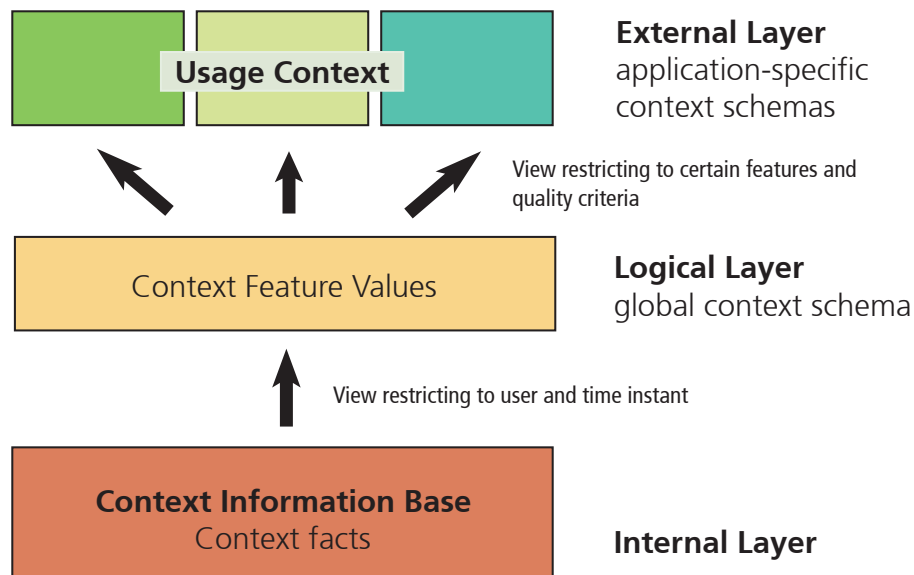 Usage Context
External Layer
application-specific
context schemas
View restricting to certain features and
quality criteria
Context Feature Values
Logical Layer
global context schema
View restricting to user and time instant
Context Information Base
Context facts
Internal Layer